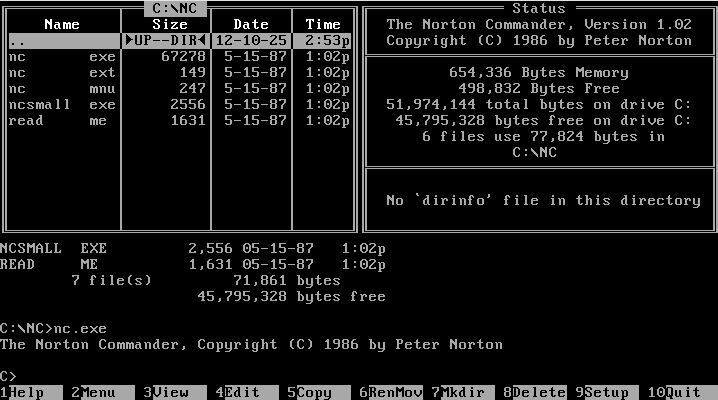 C:\NC
Name Size Date Time
.. ►UP--DIR◄ 12-10-25 2:53p
nc exe 67278 5-15-87 1:02p
nc ext 149 5-15-87 1:02p
nc mnu 247 5-15-87 1:02p
ncsmall exe 2556 5-15-87 1:02p
read me 1631 5-15-87 1:02p
Status
The Norton Commander, Version 1.02
Copyright (C) 1986 by Peter Norton
654,336 Bytes Memory
498,832 Bytes Free
51,974,144 total bytes on drive C:
45,795,328 bytes free on drive C:
6 files use 77,824 bytes in
C:\NC
No `dirinfo' file in this directory
NCSMALL EXE 2,556 05-15-87 1:02p
READ ME 1,631 05-15-87 1:02p
7 file(s) 71,861 bytes
45,795,328 bytes free
C:\NC>nc.exe
The Norton Commander, Copyright (C) 1986 by Peter Norton
C>
1Help 2Menu 3View 4Edit 5Copy 6RenMov 7Mkdir 8Delete 9Setup 10Quit